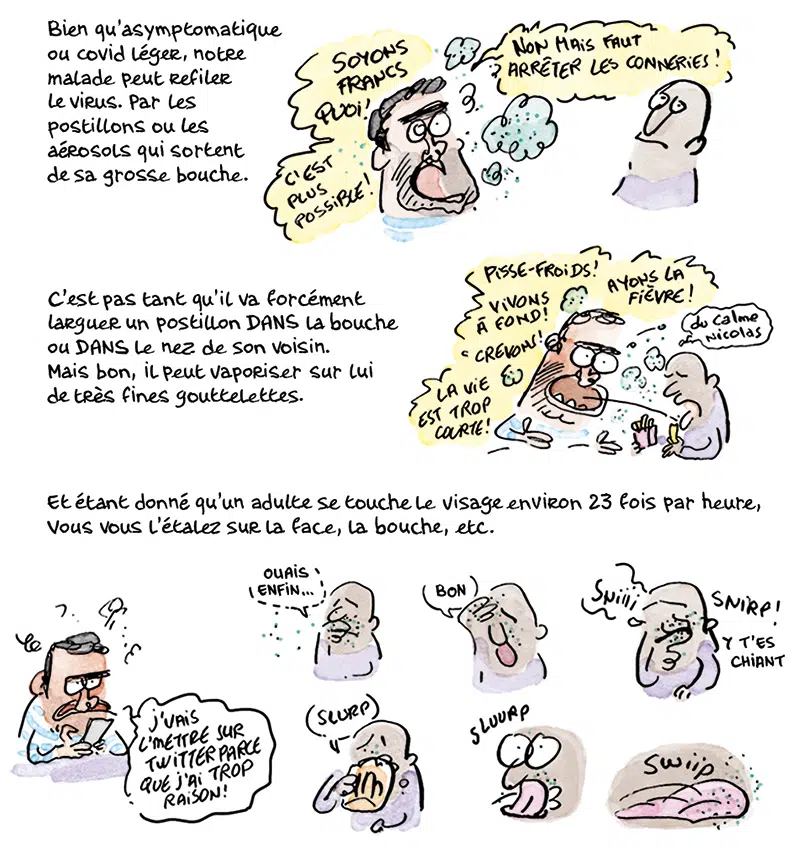 Bien qu'asymptomatique
ou covid léger, notre
malade peut refiler
le virus. Par les
postillons ou les
aérosols qui sortent
de sa grosse bouche.
SOYONS
FRANCS
QUOI!
NON MAIS FAUT
ARRÊTER LES CONNERIES!
C'EST
PLUS
POSSIBLE!
C'est pas tant qu'il va forcément
larguer un postillon DANS la bouche
ou DANS le nez de son voisin.
Mais bon, il peut vaporiser sur lui
de très fines gouttelettes.
PISSE-FROIDS!
VIVONS
À FOND!
CREVONS!
AYONS LA
FIÈVRE!
LA VIE
EST TROP
COURTE!
du calme
Nicolas
Et étant donné qu'un adulte se touche le visage environ 23 fois par heure,
vous vous l'étalez sur la face, la bouche, etc.
J'VAIS
L'METTRE SUR
TWITTER PARCE
QUE J'AI TROP
RAISON!
OUAIS
ENFIN...
BON
SNIIII
SNIRP!
Y T'ES
CHIANT
SLURP
SLUURP
SWIIP